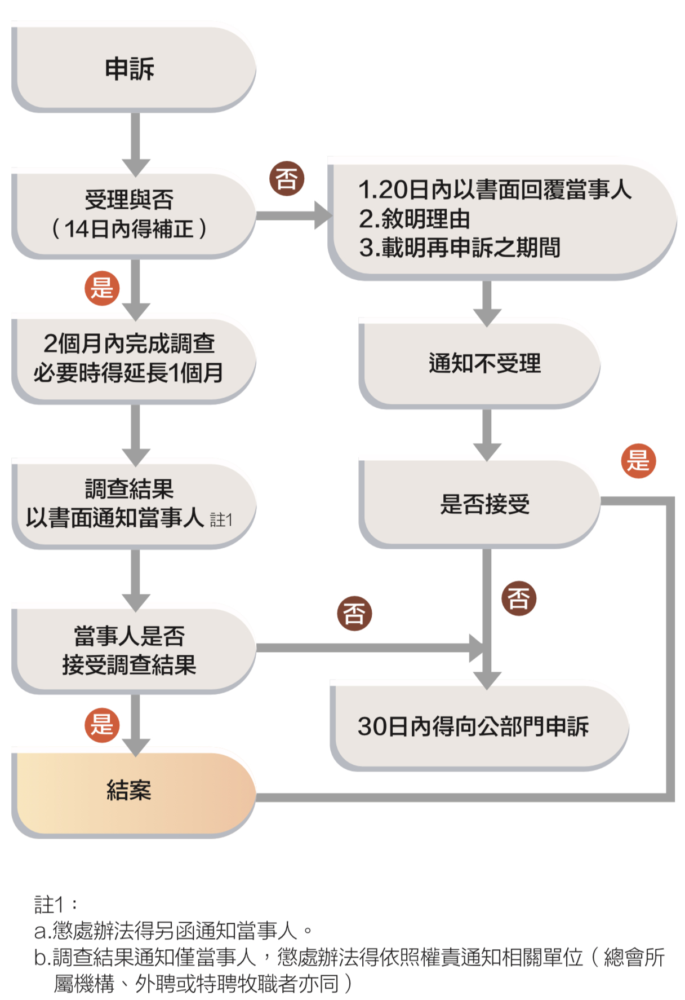 申訴
受理與否
（14日內得補正）
否
1.20日內以書面回覆當事人
2.敘明理由
3.載明再申訴之期間
是
2個月內完成調查
必要時得延長1個月
通知不受理
調查結果
以書面通知當事人 註1
是否接受
是
否
當事人是否
接受調查結果
否
30日內得向公部門申訴
是
結案
註1：
a.懲處辦法得另函通知當事人。
b.調查結果通知僅當事人，懲處辦法得依照權責通知相關單位（總會所
屬機構、外聘或特聘牧職者亦同）